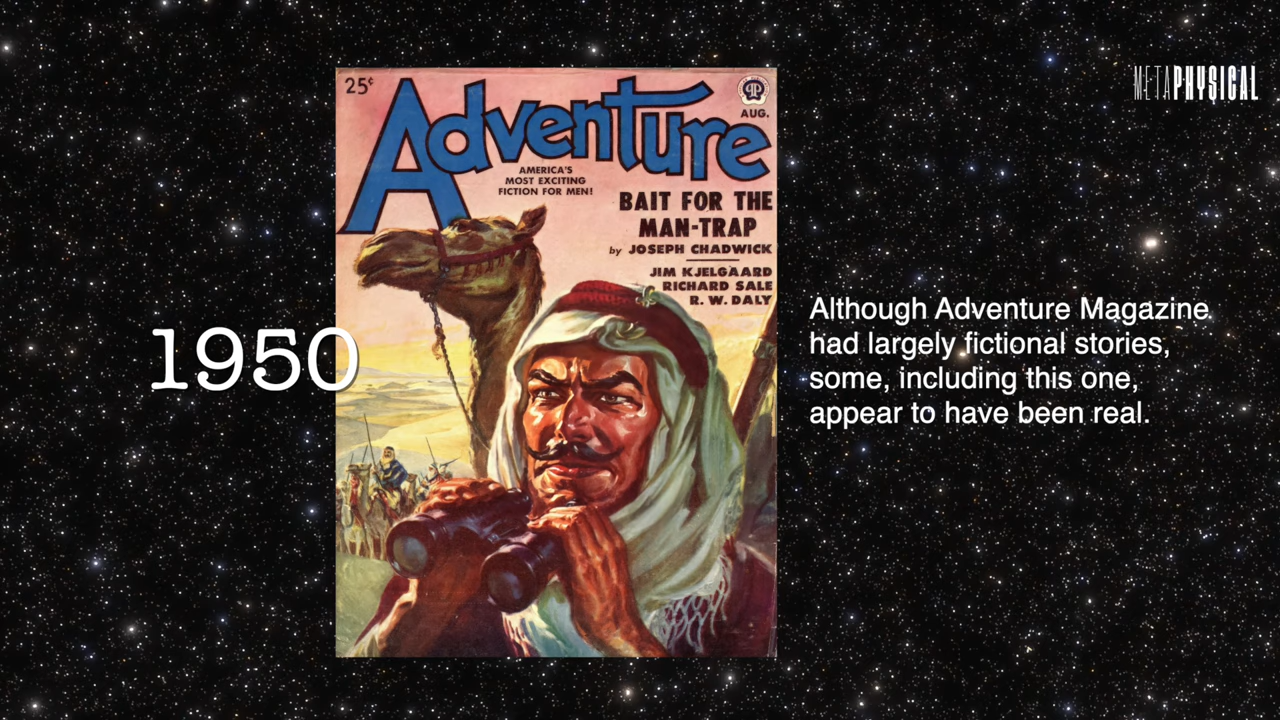 METAPHYSICAL
25¢
Adventure
AUG.
AMERICA'S
MOST EXCITING
FICTION FOR MEN!
BAIT FOR THE
MAN-TRAP
by JOSEPH CHADWICK
JIM KJELGAARD
RICHARD SALE
R. W. DALY
1950
Although Adventure Magazine
had largely fictional stories,
some, including this one,
appear to have been real.